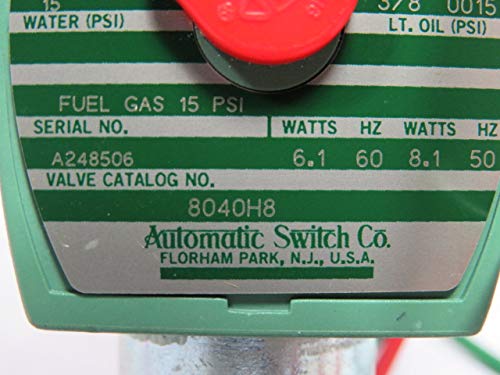 15 3/8 0015
WATER (PSI) LT. OIL (PSI)
FUEL GAS 15 PSI
SERIAL NO. WATTS HZ WATTS HZ
A248506 6.1 60 8.1 50
VALVE CATALOG NO.
8040H8
Automatic Switch Co.
FLORHAM PARK, N.J., U.S.A.